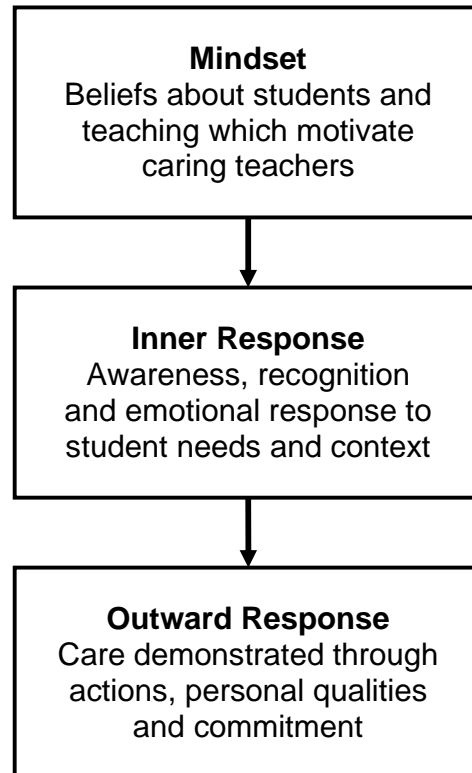 Mindset
Beliefs about students and
teaching which motivate
caring teachers
Inner Response
Awareness, recognition
and emotional response to
student needs and context
Outward Response
Care demonstrated through
actions, personal qualities
and commitment